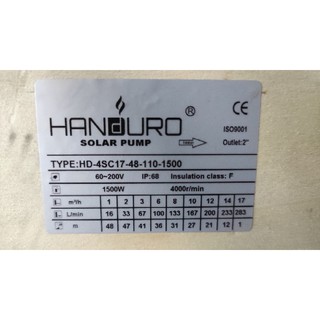 HANDURO
SOLAR PUMP
CE
ISO9001
Outlet:2"
TYPE:HD-4SC17-48-110-1500
60~200V IP:68 Insulation class: F
1500W 4000r/min
m³/h 1 2 4 6 8 10 12 14 17
L/min 16 33 67 100 133 167 200 233 283
m 48 47 41 36 31 27 21 12 1